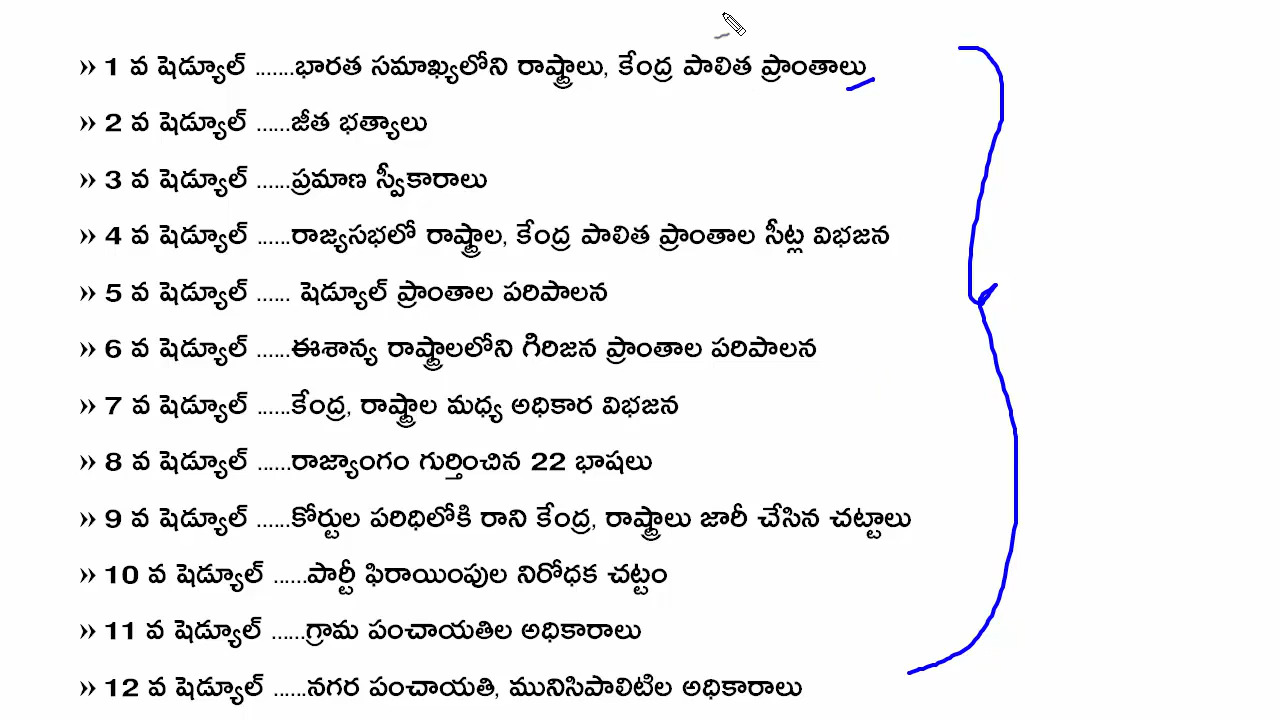 ›› 1 వ షెడ్యూల్ .......భారత సమాఖ్యలోని రాష్ట్రాలు, కేంద్ర పాలిత ప్రాంతాలు
›› 2 వ షెడ్యూల్ ......జీత భత్యాలు
›› 3 వ షెడ్యూల్ ......ప్రమాణ స్వీకారాలు
›› 4 వ షెడ్యూల్ ......రాజ్యసభలో రాష్ట్రాల, కేంద్ర పాలిత ప్రాంతాల సీట్ల విభజన
›› 5 వ షెడ్యూల్ ...... షెడ్యూల్ ప్రాంతాల పరిపాలన
›› 6 వ షెడ్యూల్ ......ఈశాన్య రాష్ట్రాలలోని గిరిజన ప్రాంతాల పరిపాలన
›› 7 వ షెడ్యూల్ ......కేంద్ర, రాష్ట్రాల మధ్య అధికార విభజన
›› 8 వ షెడ్యూల్ ......రాజ్యాంగం గుర్తించిన 22 భాషలు
›› 9 వ షెడ్యూల్ ......కోర్టుల పరిధిలోకి రాని కేంద్ర, రాష్ట్రాలు జారీ చేసిన చట్టాలు
›› 10 వ షెడ్యూల్ ......పార్టీ ఫిరాయింపుల నిరోధక చట్టం
›› 11 వ షెడ్యూల్ ......గ్రామ పంచాయతిల అధికారాలు
›› 12 వ షెడ్యూల్ ......నగర పంచాయతి, మునిసిపాలిటిల అధికారాలు